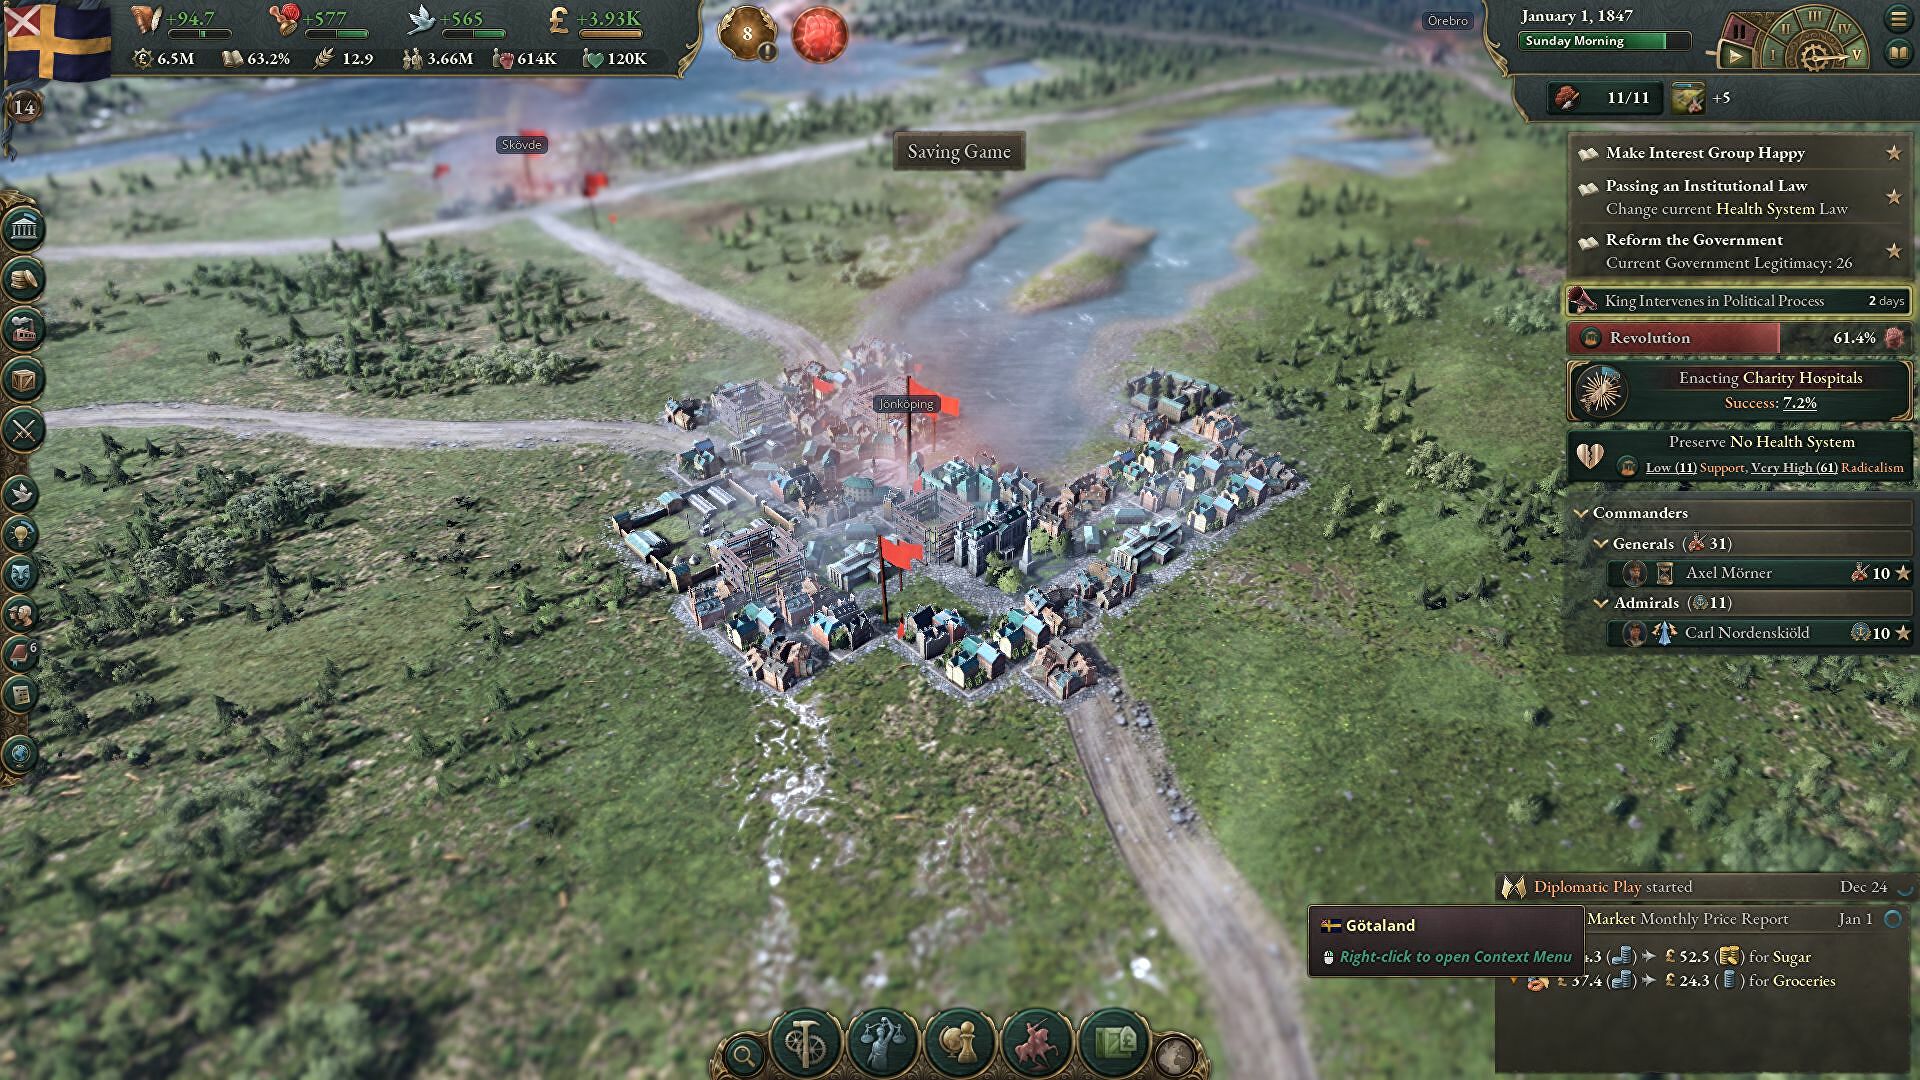 +94.7
+577
+565
+3.93K
6.5M
63.2%
12.9
3.66M
614K
120K
8
14
Örebro
January 1, 1847
Sunday Morning
I
II
III
IV
V
11/11
+5
Skövde
Saving Game
Make Interest Group Happy
Passing an Institutional Law
Change current Health System Law
Reform the Government
Current Government Legitimacy: 26
King Intervenes in Political Process
2 days
Revolution
61.4%
Enacting Charity Hospitals
Success: 7.2%
Preserve No Health System
Low (11) Support, Very High (61) Radicalism
Jönköping
Commanders
Generals (31)
Axel Mörner
10
Admirals (11)
Carl Nordenskiöld
10
6
Diplomatic Play started
Dec 24
Götaland
Right-click to open Context Menu
Market Monthly Price Report
Jan 1
.3 ( ) £ 52.5 ( ) for Sugar
£ 37.4 ( ) £ 24.3 ( ) for Groceries